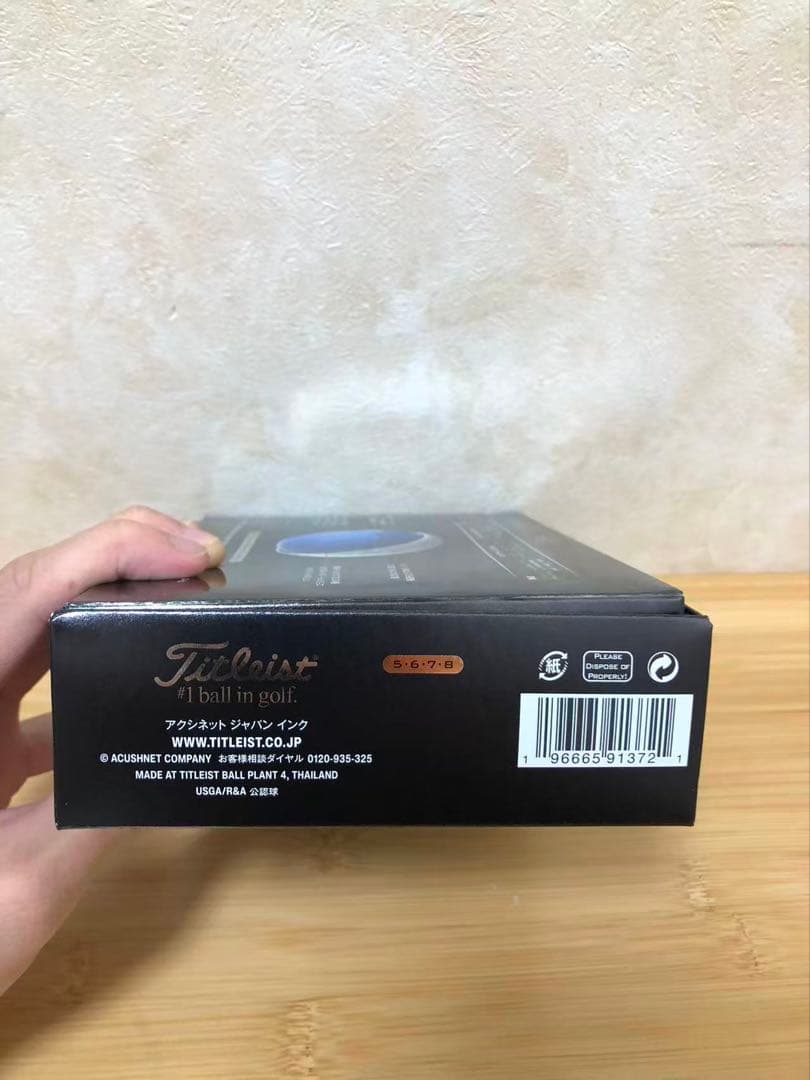 Titleist
#1 ball in golf.
アクシネット ジャパン インク
WWW.TITLEIST.CO.JP
© ACUSHNET COMPANY お客様相談ダイヤル 0120-935-325
MADE AT TITLEIST BALL PLANT 4, THAILAND
USGA/R&A 公認球
5・6・7・8
紙
PLEASE
DISPOSE OF
PROPERLY!
1 96665 91372 1